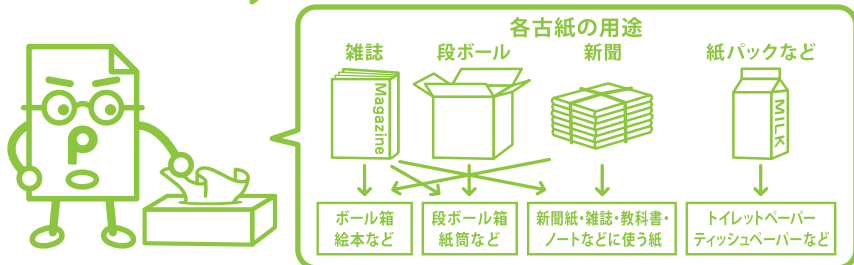 各古紙の用途
雑誌
段ボール
新聞
紙パックなど
Magazine
MILK
ボール箱
絵本など
段ボール箱
紙筒など
新聞紙・雑誌・教科書・
ノートなどに使う紙
トイレットペーパー
ティッシュペーパーなど